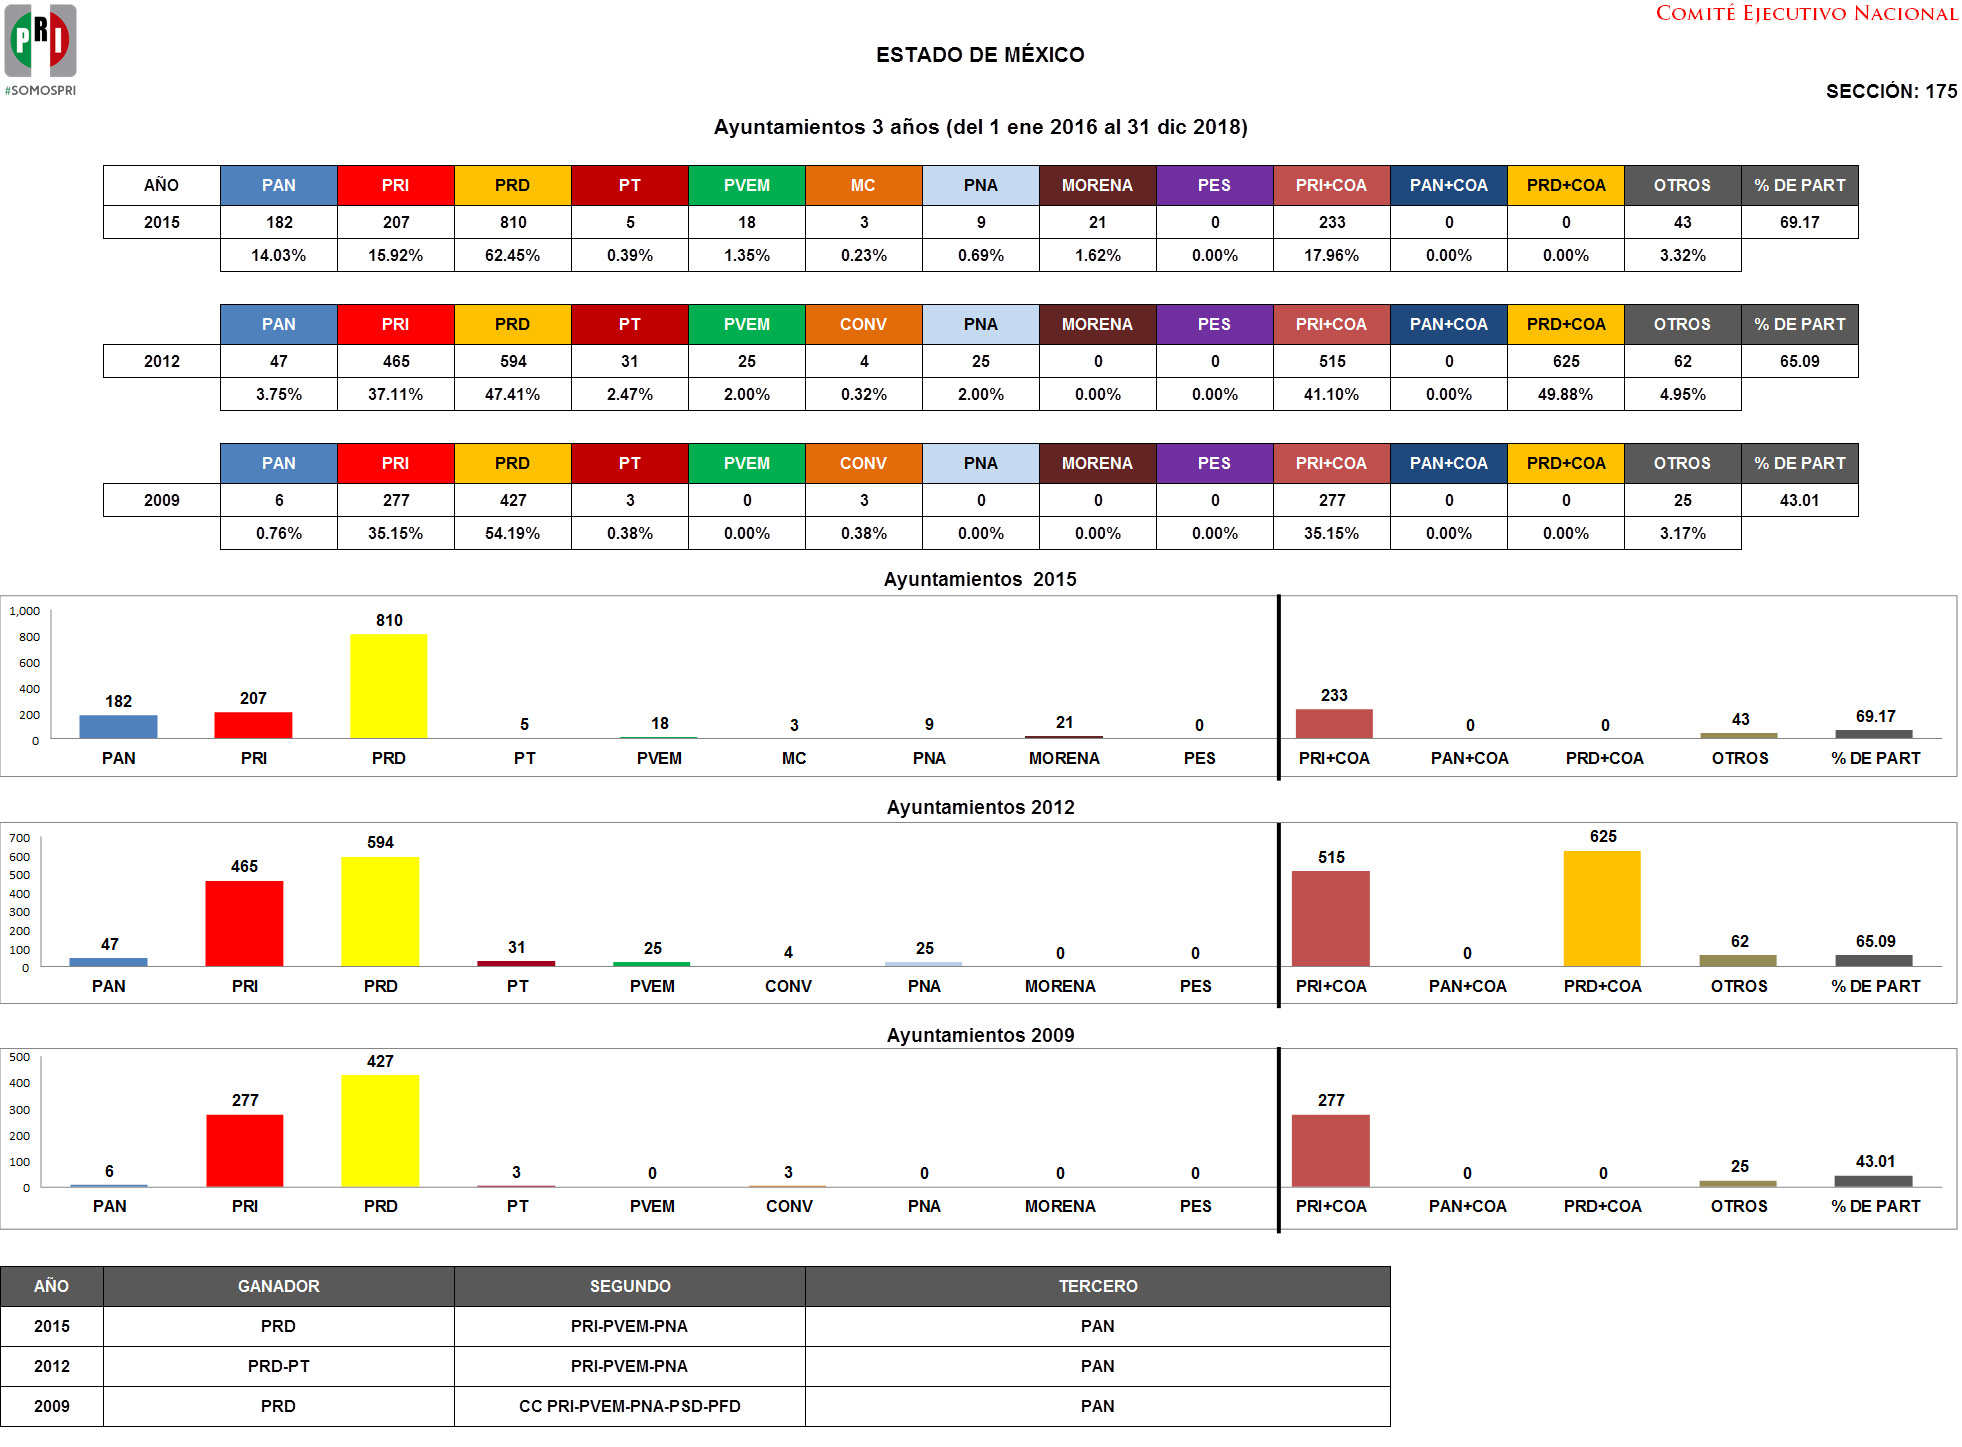 PRI
#SOMOSPRI
COMITÉ EJECUTIVO NACIONAL
ESTADO DE MÉXICO
SECCIÓN: 175
Ayuntamientos 3 años (del 1 ene 2016 al 31 dic 2018)
AÑO PAN PRI PRD PT PVEM MC PNA MORENA PES PRI+COA PAN+COA PRD+COA OTROS % DE PART
2015 182 207 810 5 18 3 9 21 0 233 0 0 43 69.17
14.03% 15.92% 62.45% 0.39% 1.35% 0.23% 0.69% 1.62% 0.00% 17.96% 0.00% 0.00% 3.32%
PAN PRI PRD PT PVEM CONV PNA MORENA PES PRI+COA PAN+COA PRD+COA OTROS % DE PART
2012 47 465 594 31 25 4 25 0 0 515 0 625 62 65.09
3.75% 37.11% 47.41% 2.47% 2.00% 0.32% 2.00% 0.00% 0.00% 41.10% 0.00% 49.88% 4.95%
PAN PRI PRD PT PVEM CONV PNA MORENA PES PRI+COA PAN+COA PRD+COA OTROS % DE PART
2009 6 277 427 3 0 3 0 0 0 277 0 0 25 43.01
0.76% 35.15% 54.19% 0.38% 0.00% 0.38% 0.00% 0.00% 0.00% 35.15% 0.00% 0.00% 3.17%
Ayuntamientos 2015
1,000
800
600
400
200
0
182 207 810 5 18 3 9 21 0 233 0 0 43 69.17
PAN PRI PRD PT PVEM MC PNA MORENA PES PRI+COA PAN+COA PRD+COA OTROS % DE PART
Ayuntamientos 2012
700
600
500
400
300
200
100
0
47 465 594 31 25 4 25 0 0 515 0 625 62 65.09
PAN PRI PRD PT PVEM CONV PNA MORENA PES PRI+COA PAN+COA PRD+COA OTROS % DE PART
Ayuntamientos 2009
500
400
300
200
100
0
6 277 427 3 0 3 0 0 0 277 0 0 25 43.01
PAN PRI PRD PT PVEM CONV PNA MORENA PES PRI+COA PAN+COA PRD+COA OTROS % DE PART
AÑO GANADOR SEGUNDO TERCERO
2015 PRD PRI-PVEM-PNA PAN
2012 PRD-PT PRI-PVEM-PNA PAN
2009 PRD CC PRI-PVEM-PNA-PSD-PFD PAN